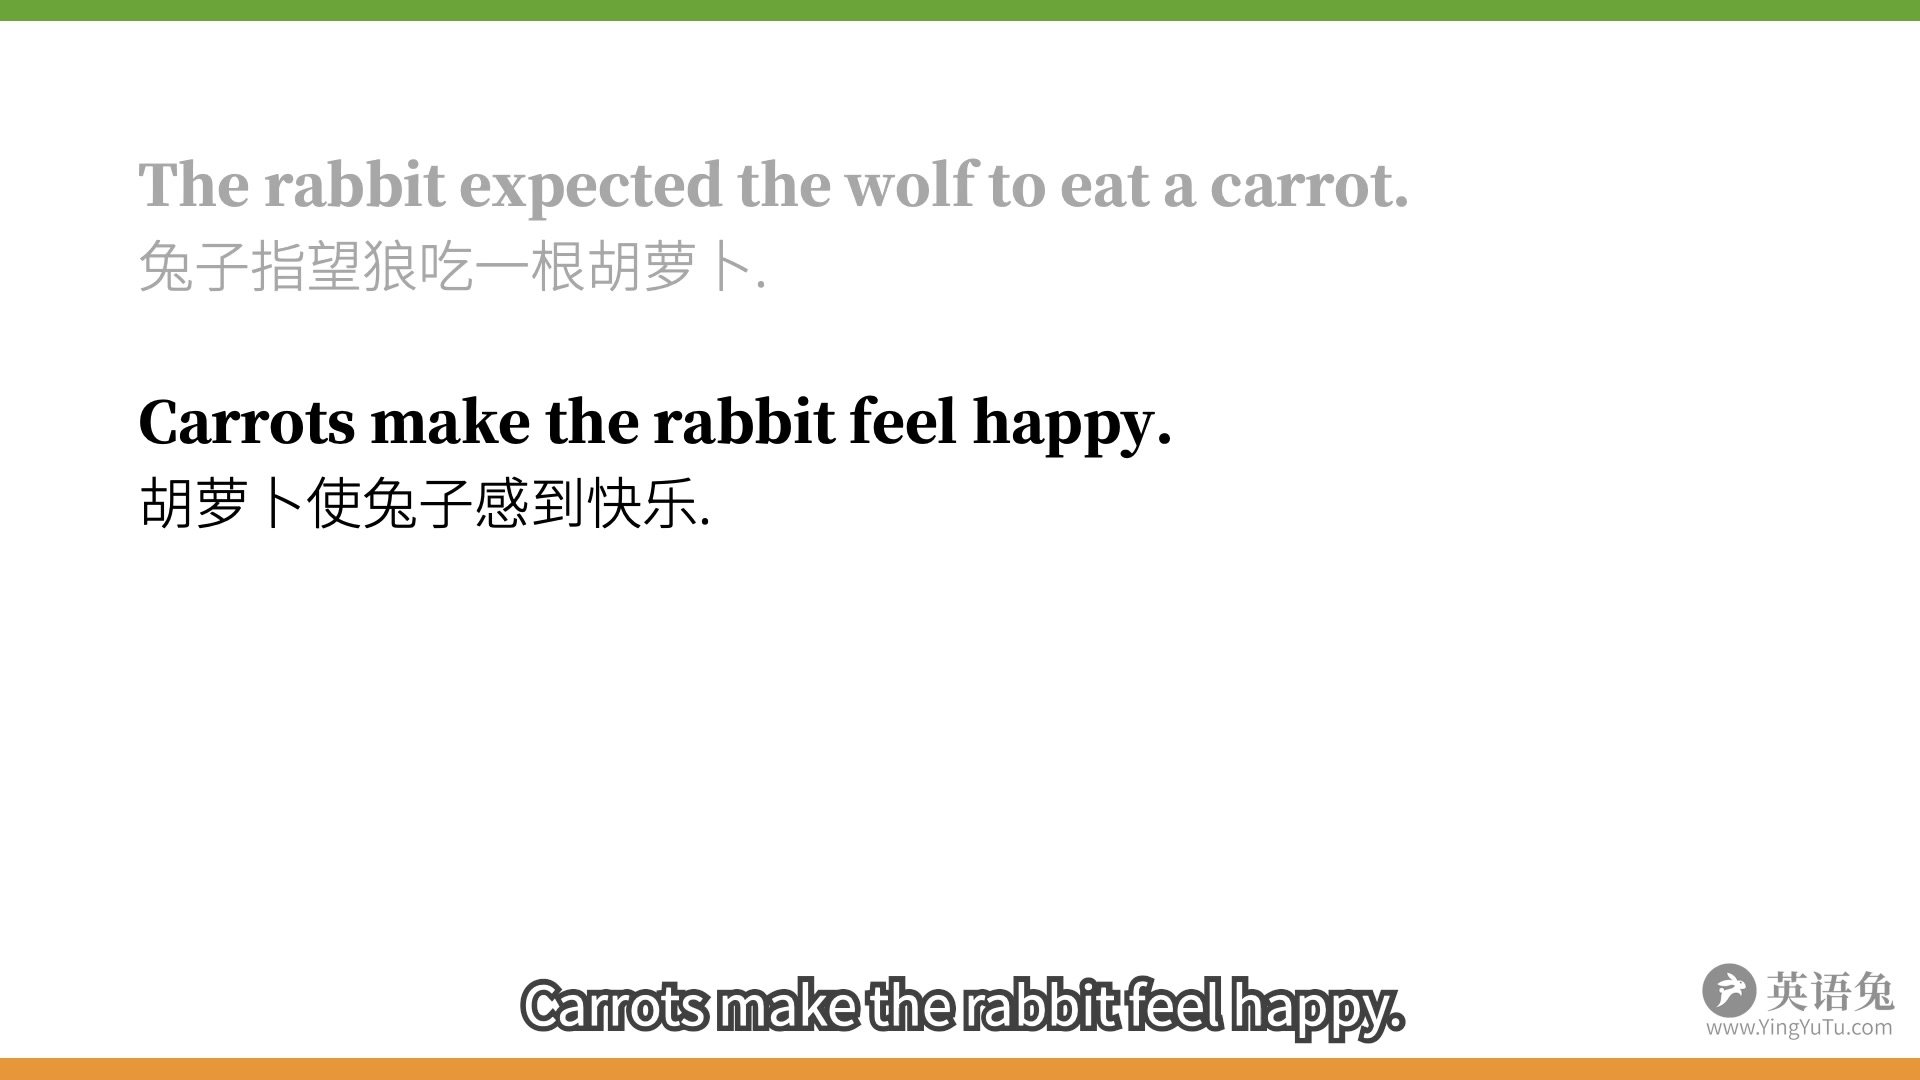 The rabbit expected the wolf to eat a carrot.
兔子指望狼吃一根胡萝卜.
Carrots make the rabbit feel happy.
胡萝卜使兔子感到快乐.
Carrots make the rabbit feel happy.
英语兔
www.YingYuTu.com